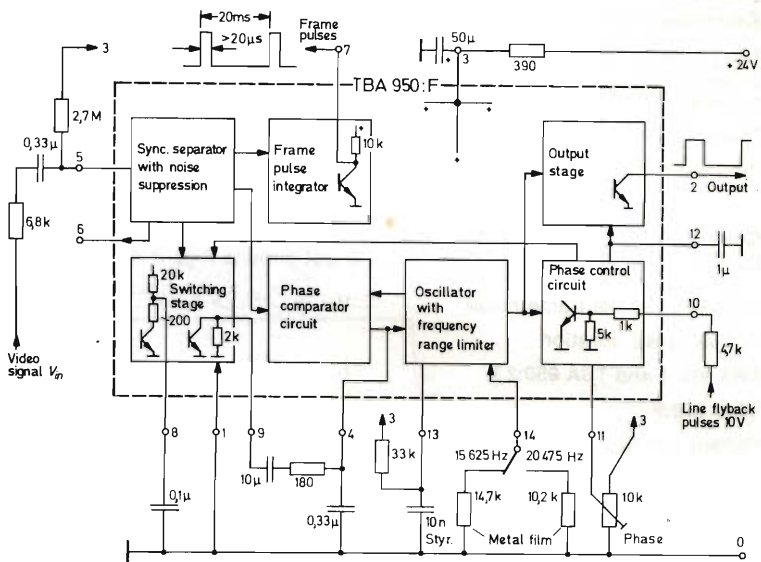 20ms
>20µs
Frame
pulses
7
3
50µ
+
3
390
+24V
TBA 950:F
2,7M
0,33µ
5
6,8k
6
Sync. separator
with noise
suppression
Frame
pulse
integrator
+
10k
+
+
+
Output
stage
2
Output
12
1µ
20k
Switching
stage
200
2k
Phase
comparator
circuit
Oscillator
with
frequency
range limiter
Phase control
circuit
5k
1k
10
4,7k
Video
signal Vin
Line flyback
pulses 10V
8
1
9
4
3
13
14
11
3
33k
10µ
180
15 625 Hz
20 475 Hz
0,1µ
0,33µ
10n
Styr.
14,7k
10,2k
Metal film
10k
Phase
0